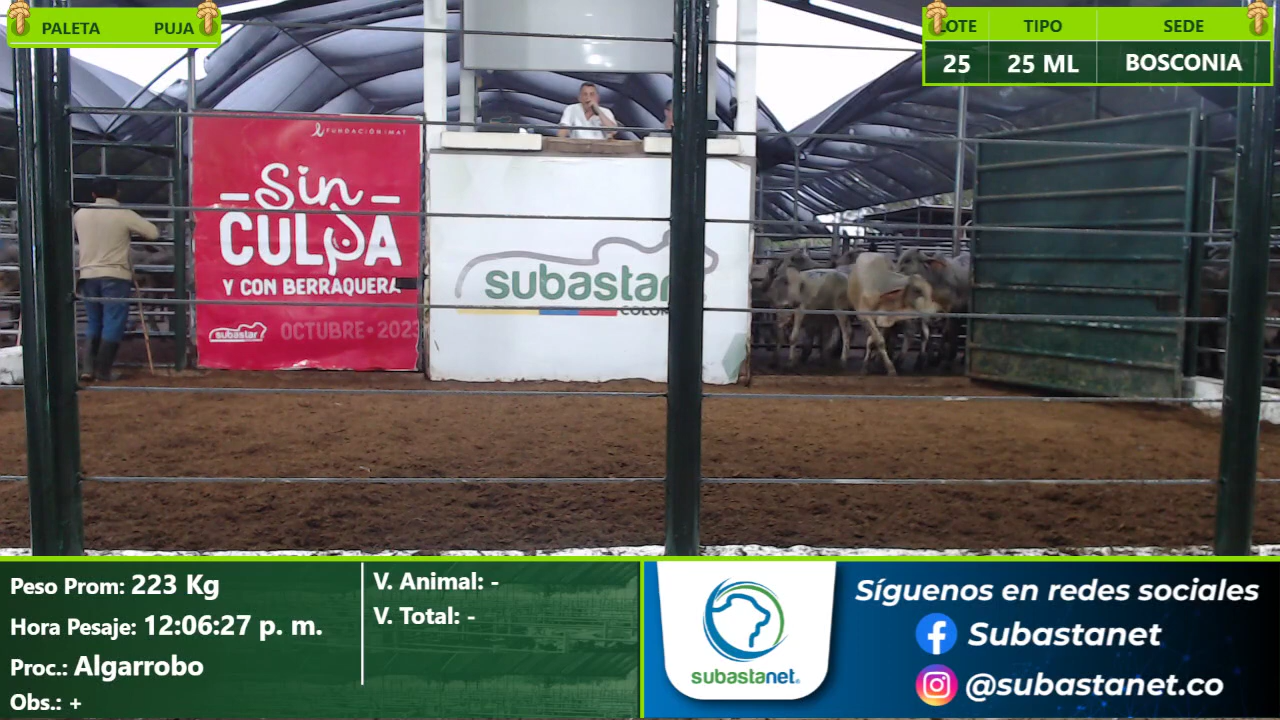 PALETA PUJA
LOTE TIPO SEDE
25 25 ML BOSCONIA
FUNDACIÓN IMAT
Sin
CULPA
Y CON BERRAQUERA
subastar
OCTUBRE • 2023
subastar
COLOM
Peso Prom: 223 Kg
Hora Pesaje: 12:06:27 p. m.
Proc.: Algarrobo
Obs.: +
V. Animal: -
V. Total: -
subastanet
Síguenos en redes sociales
Subastanet
@subastanet.co